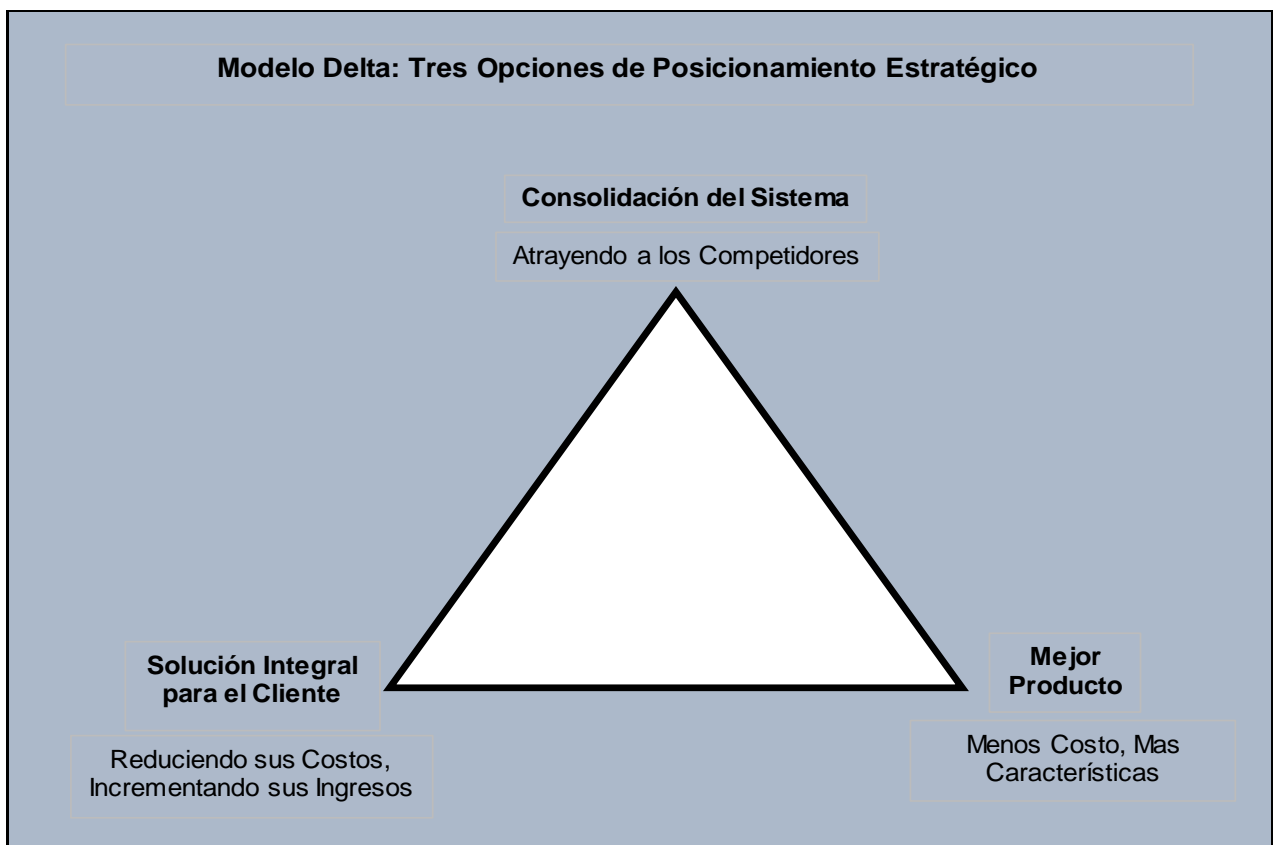 Modelo Delta: Tres Opciones de Posicionamiento Estratégico
Consolidación del Sistema
Atrayendo a los Competidores
Solución Integral
para el Cliente
Reduciendo sus Costos,
Incrementando sus Ingresos
Mejor
Producto
Menos Costo, Mas
Característícas